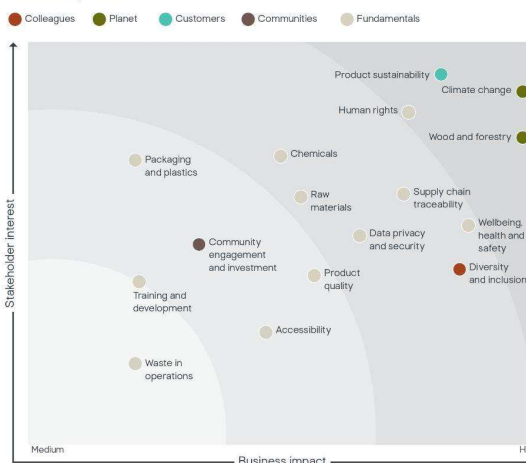 Colleagues Planet Customers Communities Fundamentals
Product sustainability
Climate change
Human rights
Wood and forestry
Chemicals
Packaging
and plastics
Raw
materials
Supply chain
traceability
Wellbeing,
health and
safety
Data privacy
and security
Community
engagement
and investment
Diversity
and inclusion
Product
quality
Training and
development
Accessibility
Waste in
operations
Stakeholder interest
Medium
Business impact